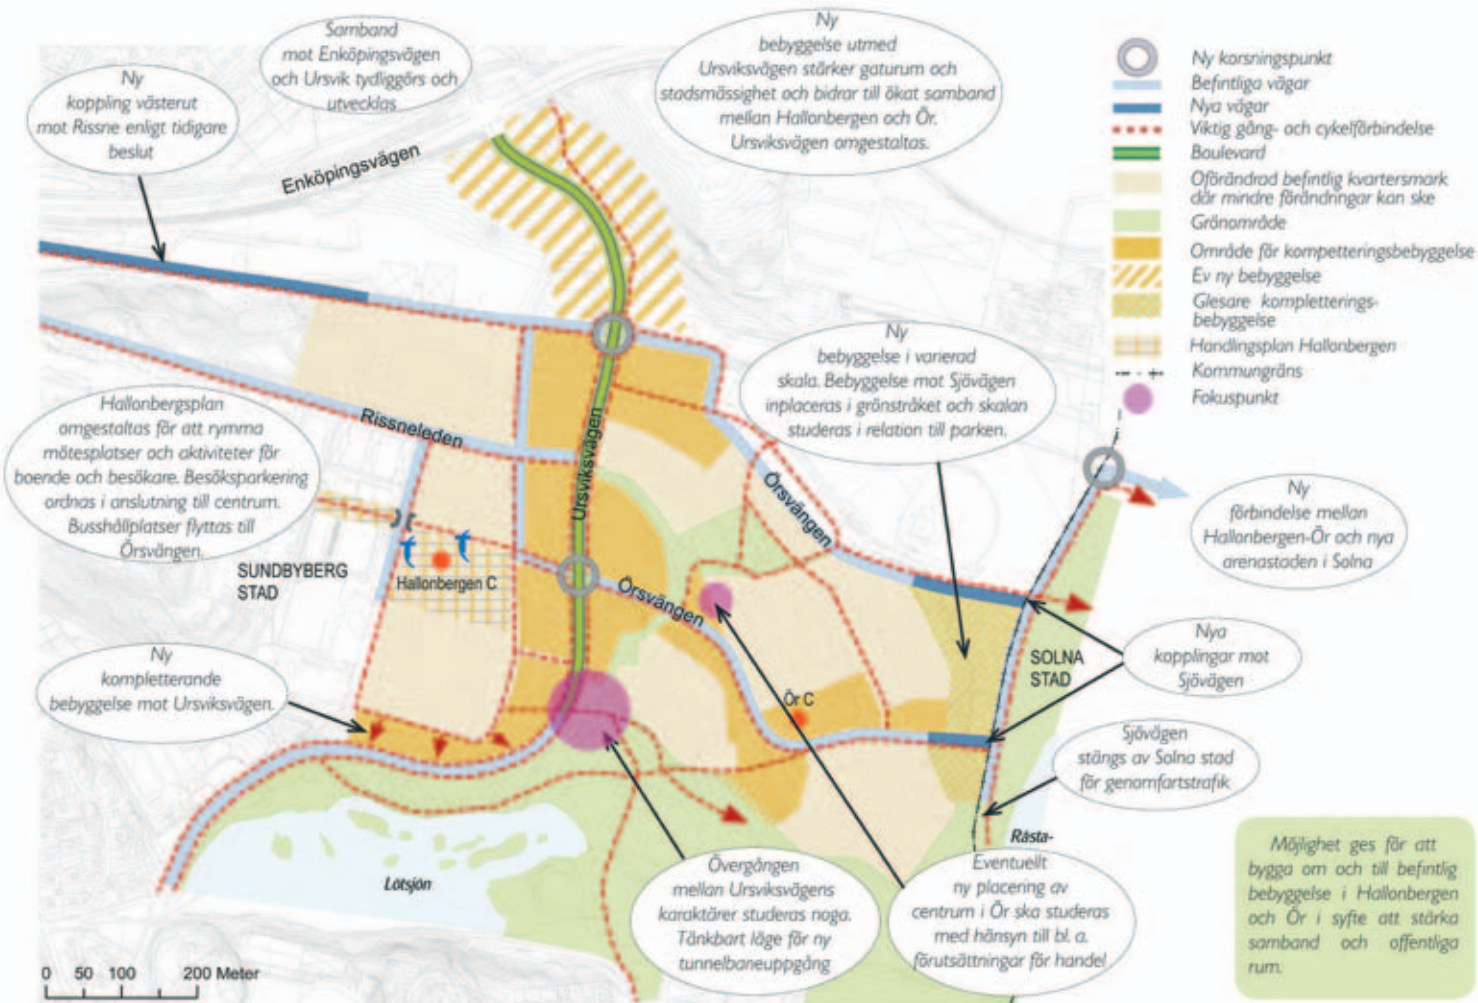 Samband
mot Enköpingsvägen
och Ursvik tydliggörs och
utvecklas
Ny
bebyggelse utmed
Ursviksvägen stärker gaturum och
stadsmässighet och bidrar till ökat samband
mellan Hallonbergen och Ör.
Ursviksvägen omgestaltas.
Ny
koppling västerut
mot Rissne enligt tidigare
beslut
Ny korsningspunkt
Befintliga vägar
Nya vägar
Viktig gång- och cykelförbindelse
Boulevard
Oförändrad befintlig kvartersmark
där mindre förändringar kan ske
Grönområde
Område för kompetteringsbebyggelse
Ev ny bebyggelse
Glesare kompletterings-
bebyggelse
Handlingsplan Hallonbergen
Kommungräns
Fokuspunkt
Enköpingsvägen
Ny
bebyggelse i varierad
skala. Bebyggelse mot Sjövägen
inplaceras i grönstråket och skalan
studeras i relation till parken.
Hallonbergsplan
omgestaltas för att rymma
mötesplatser och aktiviteter för
boende och besökare. Besöksparkering
ordnas i anslutning till centrum.
Busshållplatser flyttas till
Örsvängen.
Rissneleden
Ursviksvägen
Örsvängen
Ny
förbindelse mellan
Hallonbergen-Ör och nya
arenastaden i Solna
SUNDBYBERG
STAD
Hallonbergen C
Örsvängen
Nya
kopplingar mot
Sjövägen
SOLNA
STAD
Ny
kompletterande
bebyggelse mot Ursviksvägen.
Ör C
Sjövägen
stängs av Solna stad
för genomfartstrafik
Råsta-
Lötsjön
Övergången
mellan Ursviksvägens
karaktärer studeras noga.
Tänkbart läge för ny
tunnelbaneuppgång
Eventuellt
ny placering av
centrum i Ör ska studeras
med hänsyn till bl. a.
förutsättningar för handel
Möjlighet ges för att
bygga om och till befintlig
bebyggelse i Hallonbergen
och Ör i syfte att stärka
samband och offentliga
rum.
0 50 100 200 Meter